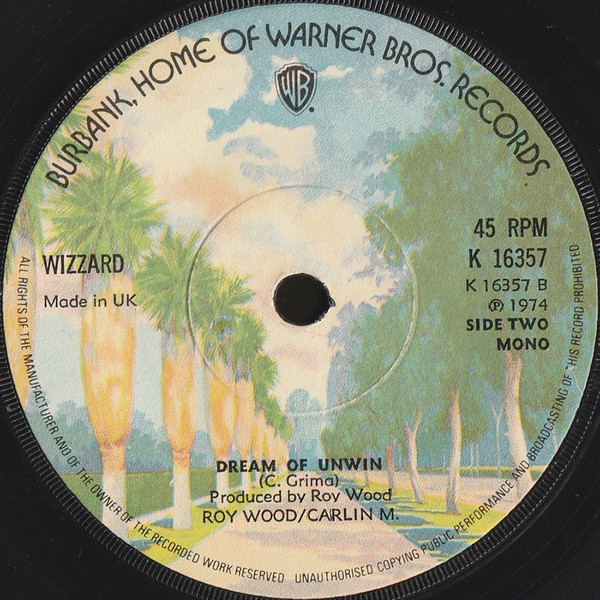 BURBANK, HOME OF WARNER BROS. RECORDS
WB
WIZZARD
Made in UK
45 RPM
K 16357
K 16357 B
℗ 1974
SIDE TWO
MONO
DREAM OF UNWIN
(C. Grima)
Produced by Roy Wood
ROY WOOD/CARLIN M.
ALL RIGHTS OF THE MANUFACTURER AND OF THE OWNER OF THE RECORDED WORK RESERVED UNAUTHORISED COPYING PUBLIC PERFORMANCE AND BROADCASTING OF THIS RECORD PROHIBITED